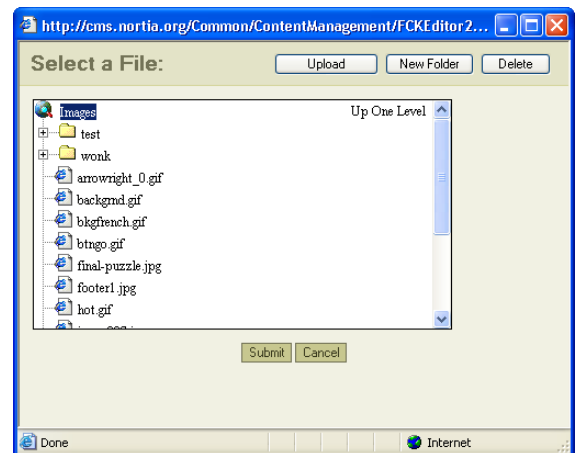 http://cms.nortia.org/Common/ContentManagement/FCKEditor2...
Select a File:
Upload
New Folder
Delete
Images
Up One Level
test
wonk
arrowright_0.gif
backgrnd.gif
bkgfrench.gif
btngo.gif
final-puzzle.jpg
footer1.jpg
hot.gif
Submit
Cancel
Done
Internet